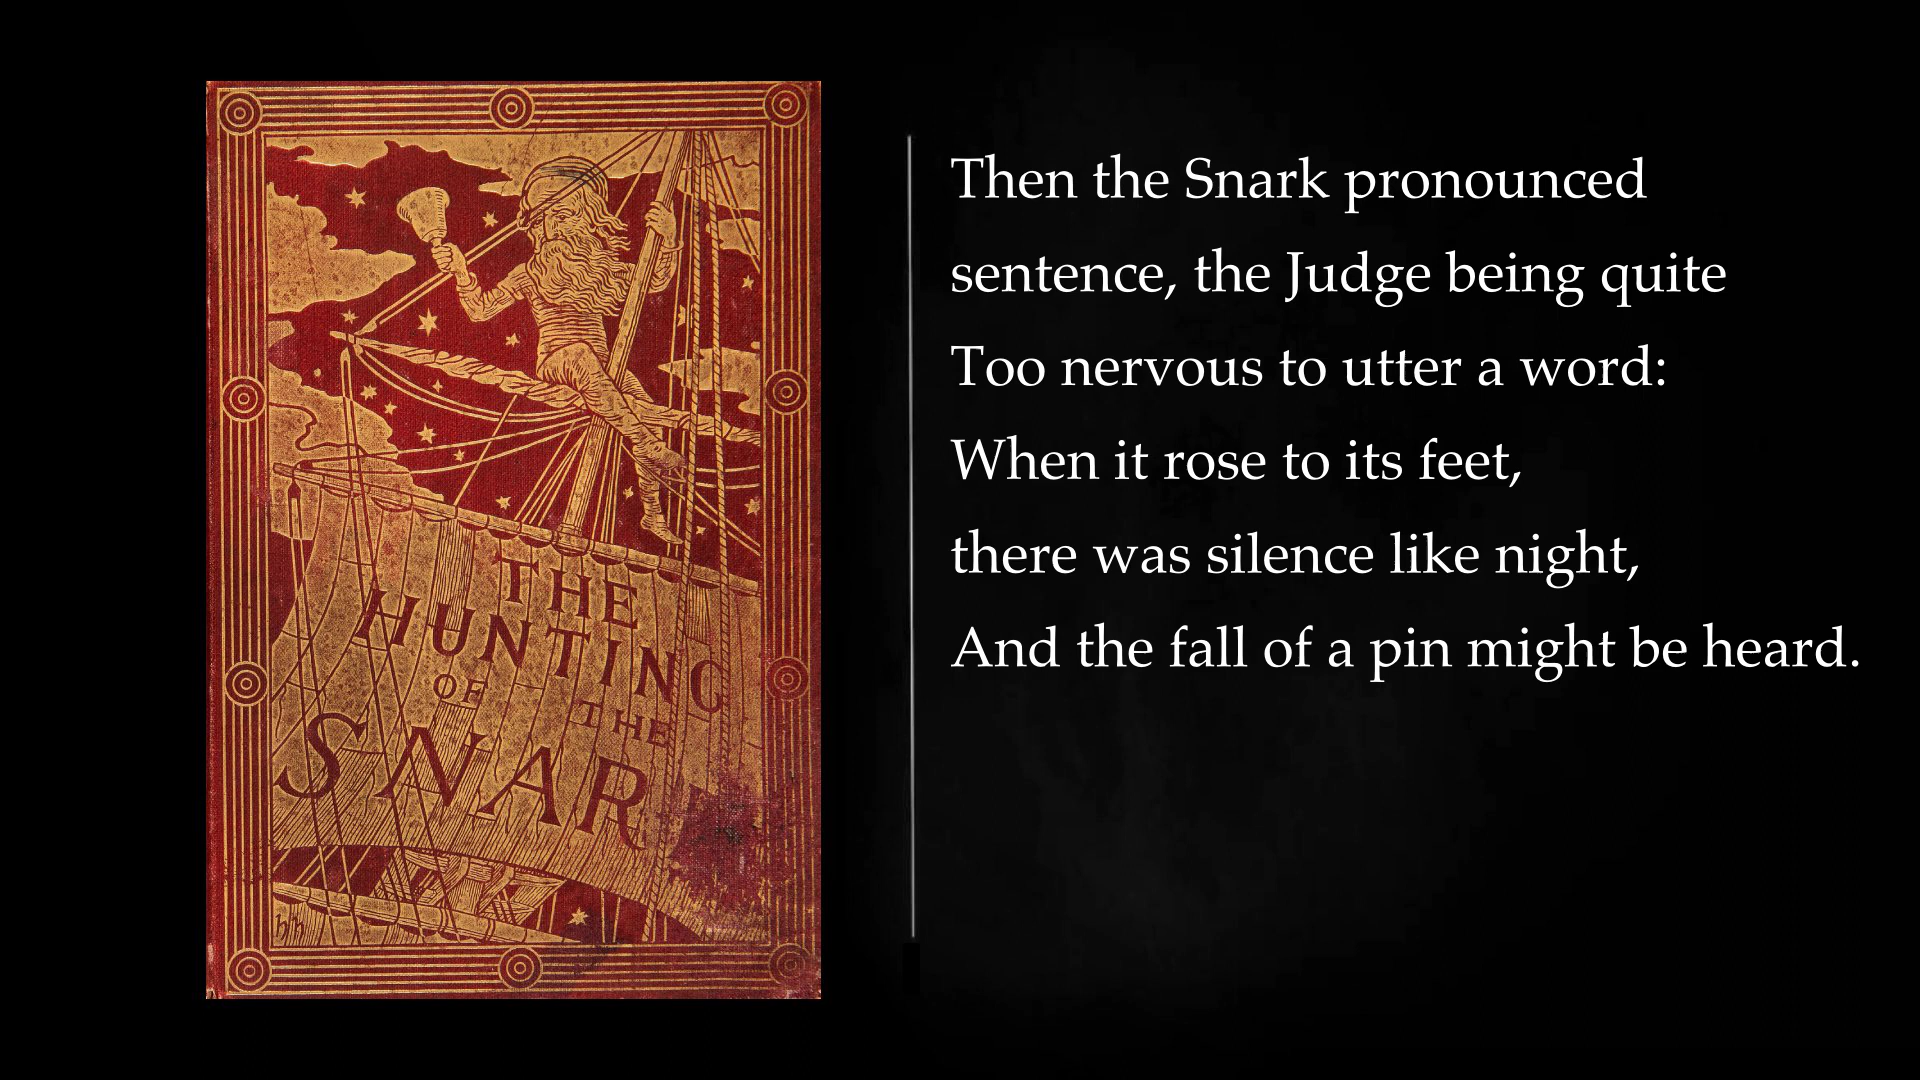 THE
HUNTING
OF THE
SNAR
Then the Snark pronounced
sentence, the Judge being quite
Too nervous to utter a word:
When it rose to its feet,
there was silence like night,
And the fall of a pin might be heard.